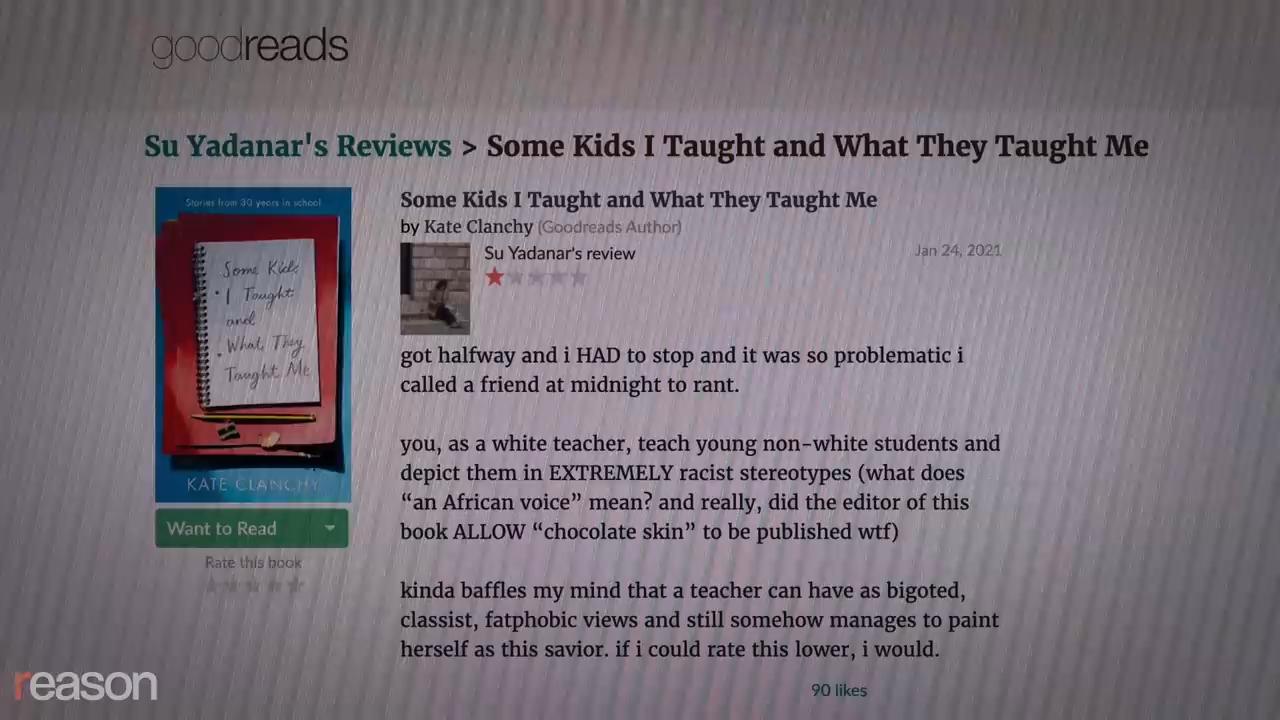 goodreads
Su Yadanar's Reviews > Some Kids I Taught and What They Taught Me
Stories from 30 years in school
Some Kids
I Taught
and
What They
Taught Me
KATE CLANCHY
Want to Read
Rate this book
Some Kids I Taught and What They Taught Me
by Kate Clanchy (Goodreads Author)
Su Yadanar's review
Jan 24, 2021
got halfway and i HAD to stop and it was so problematic i
called a friend at midnight to rant.
you, as a white teacher, teach young non-white students and
depict them in EXTREMELY racist stereotypes (what does
“an African voice” mean? and really, did the editor of this
book ALLOW “chocolate skin” to be published wtf)
kinda baffles my mind that a teacher can have as bigoted,
classist, fatphobic views and still somehow manages to paint
herself as this savior. if i could rate this lower, i would.
90 likes
reason